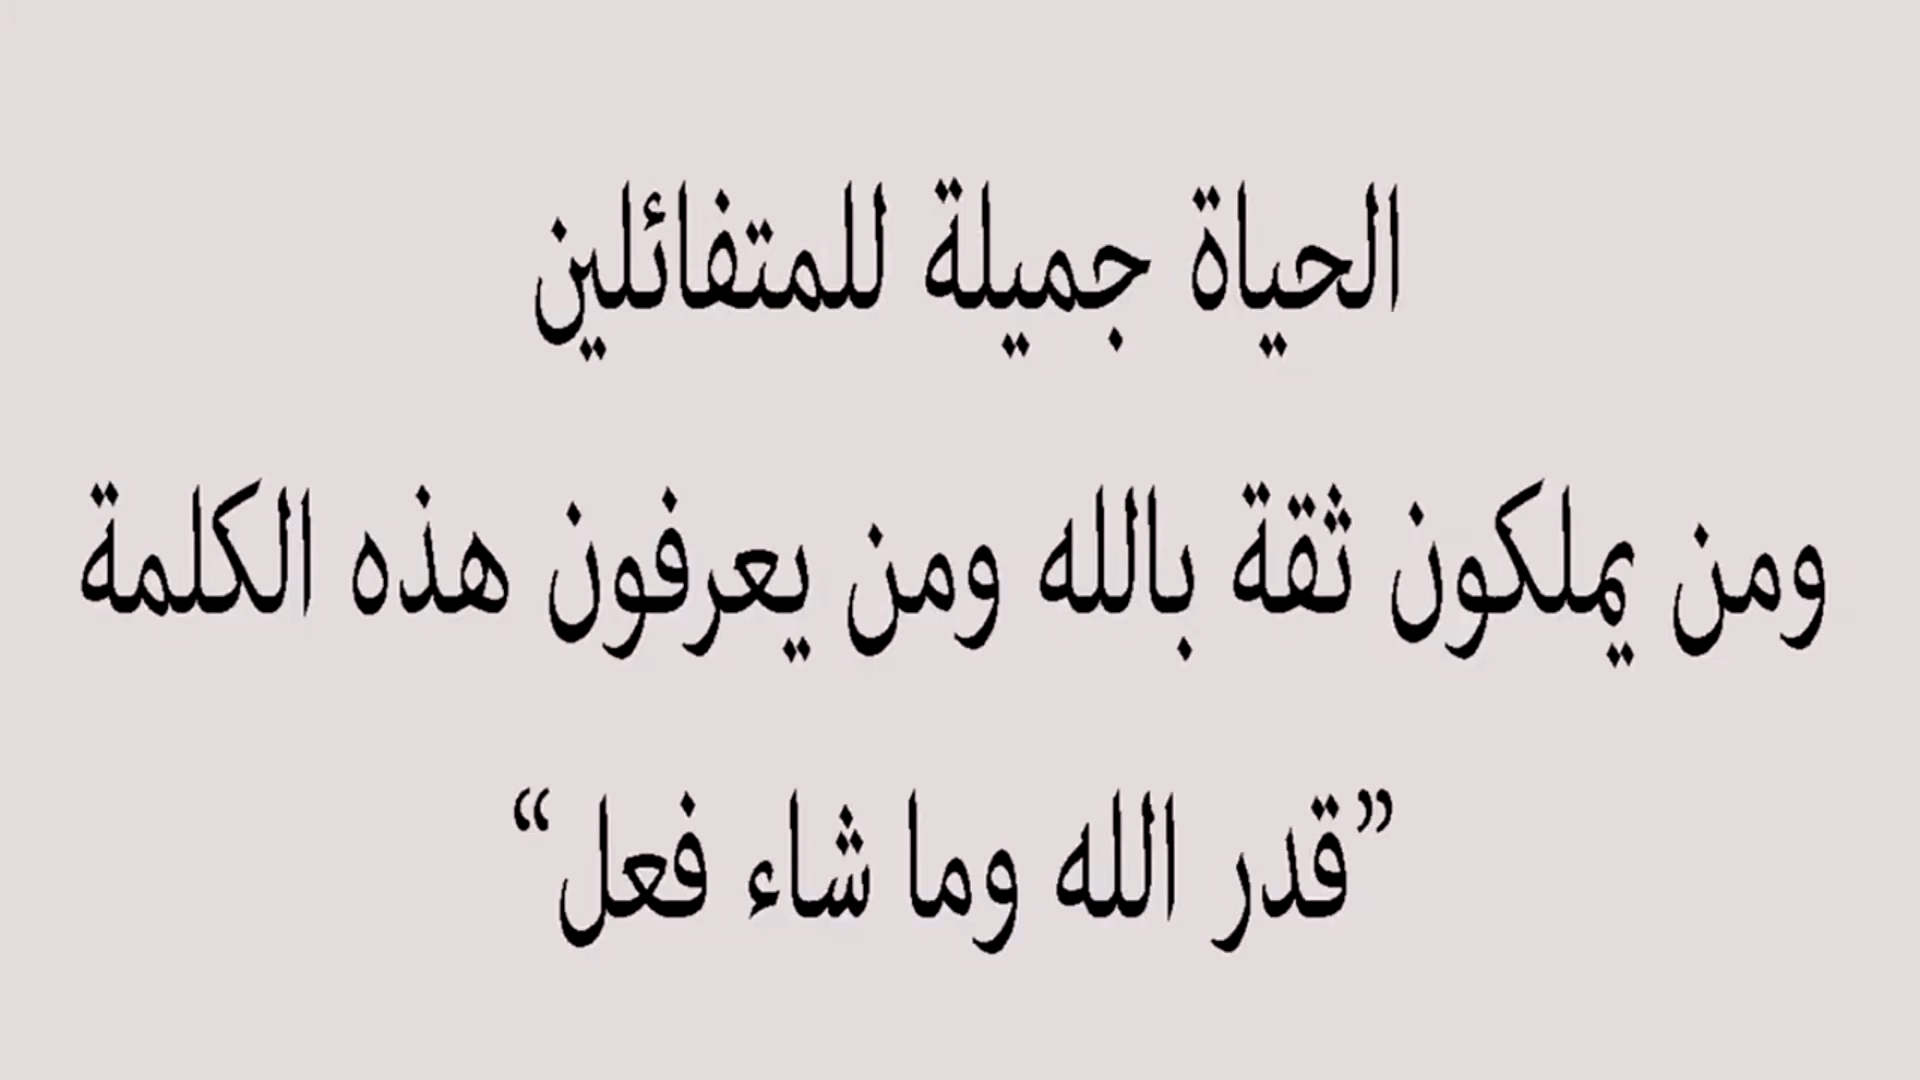 الحياة جميلة للمتفائلين
ومن يملكون ثقة بالله ومن يعرفون هذه الكلمة
”قدر الله وما شاء فعل“